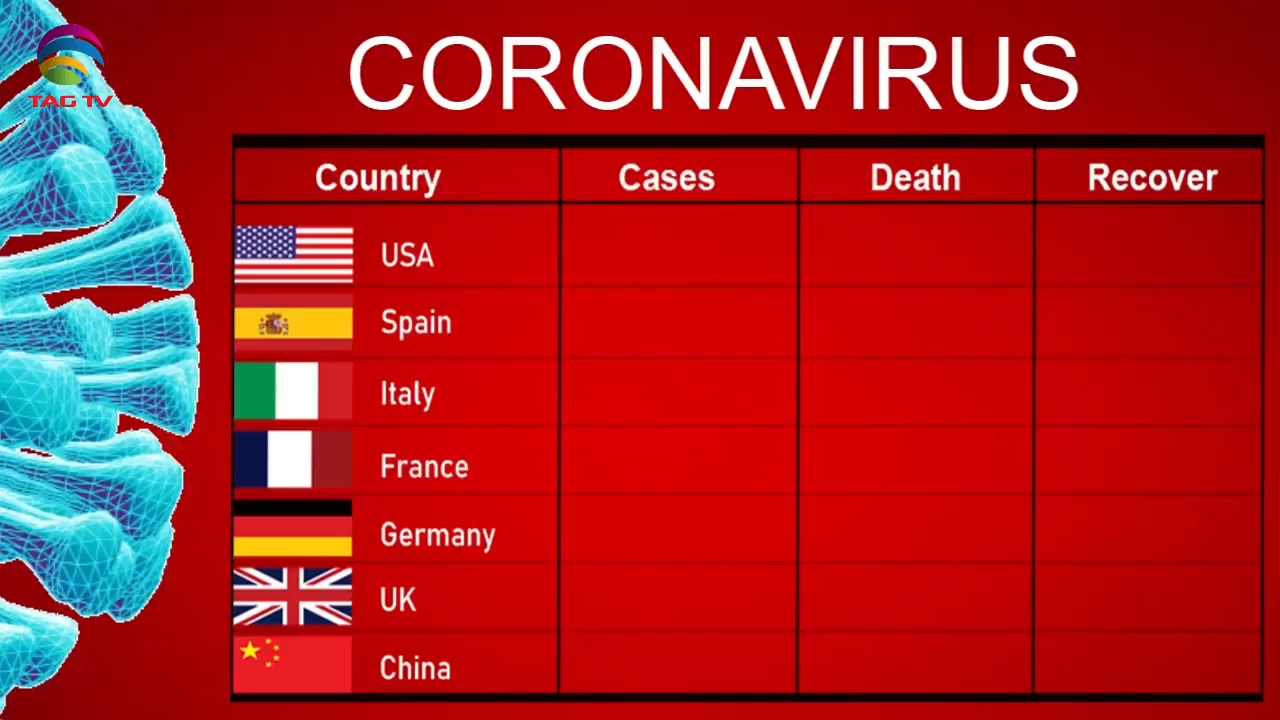 TAG TV
CORONAVIRUS
Country Cases Death Recover
USA
Spain
Italy
France
Germany
UK
China